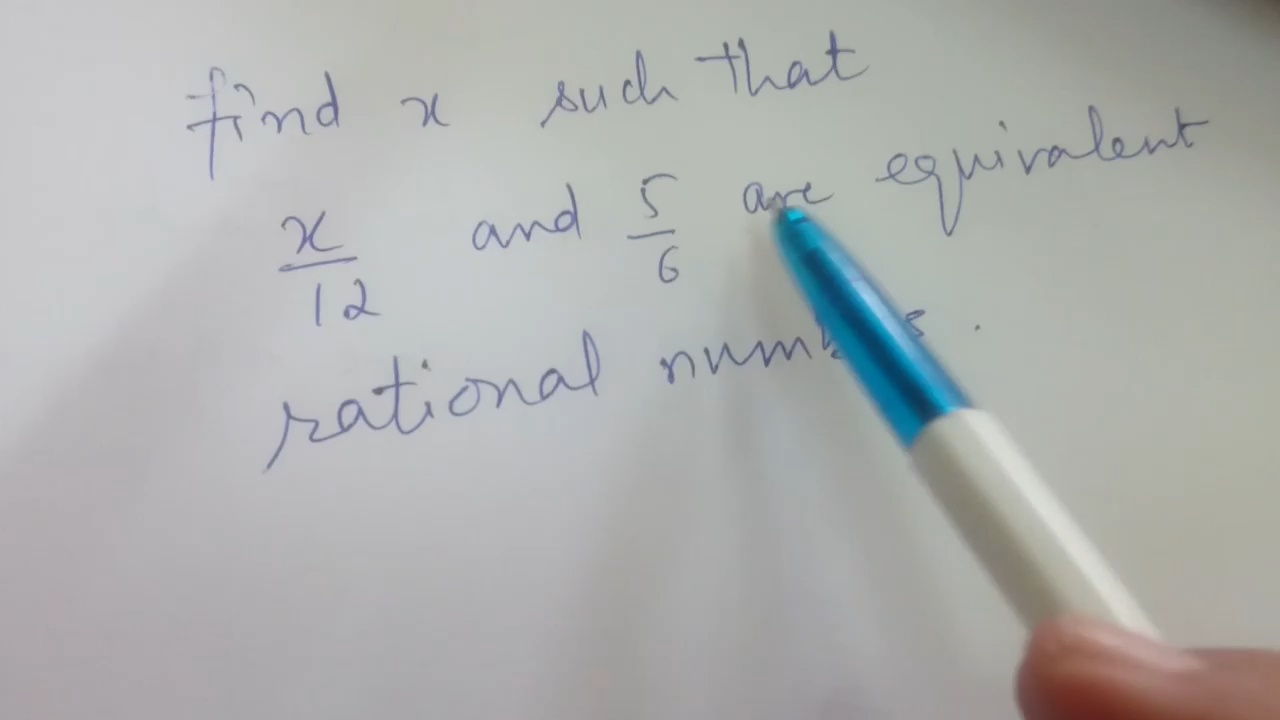 find x such that
x/12 and 5/6 are equivalent
rational